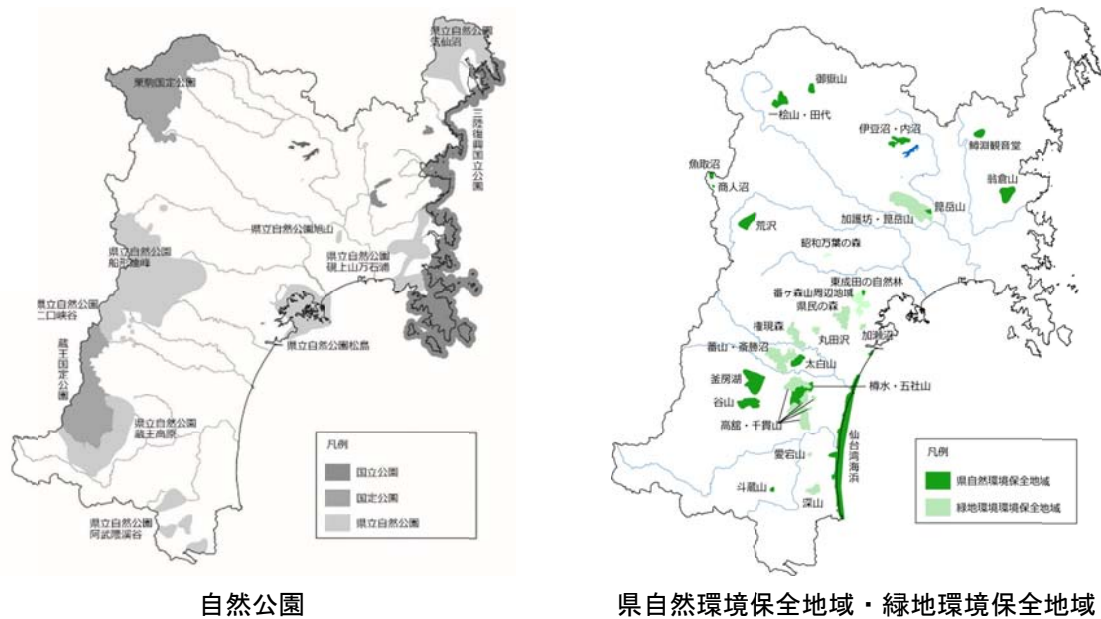 県立自然公園
気仙沼
栗駒国定公園
三陸復興国立公園
県立自然公園旭山
県立自然公園
船形連峰
県立自然公園
硯上山万石浦
県立自然公園
二口峡谷
県立自然公園松島
蔵王国定公園
県立自然公園
蔵王高原
県立自然公園
阿武隈渓谷
凡例
国立公園
国定公園
県立自然公園
自然公園
御嶽山
一桧山・田代
伊豆沼・内沼
鱒淵観音堂
魚取沼
商人沼
翁倉山
箟岳山
加護坊・箟岳山
荒沢
昭和万葉の森
東成田の自然林
番ヶ森山周辺地域
県民の森
権現森
丸田沢
加瀬沼
蕃山・斎勝沼
太白山
釜房湖
樽水・五社山
谷山
高舘・千貫山
仙台湾海浜
愛宕山
斗蔵山
深山
凡例
県自然環境保全地域
緑地環境環境保全地域
県自然環境保全地域・緑地環境保全地域